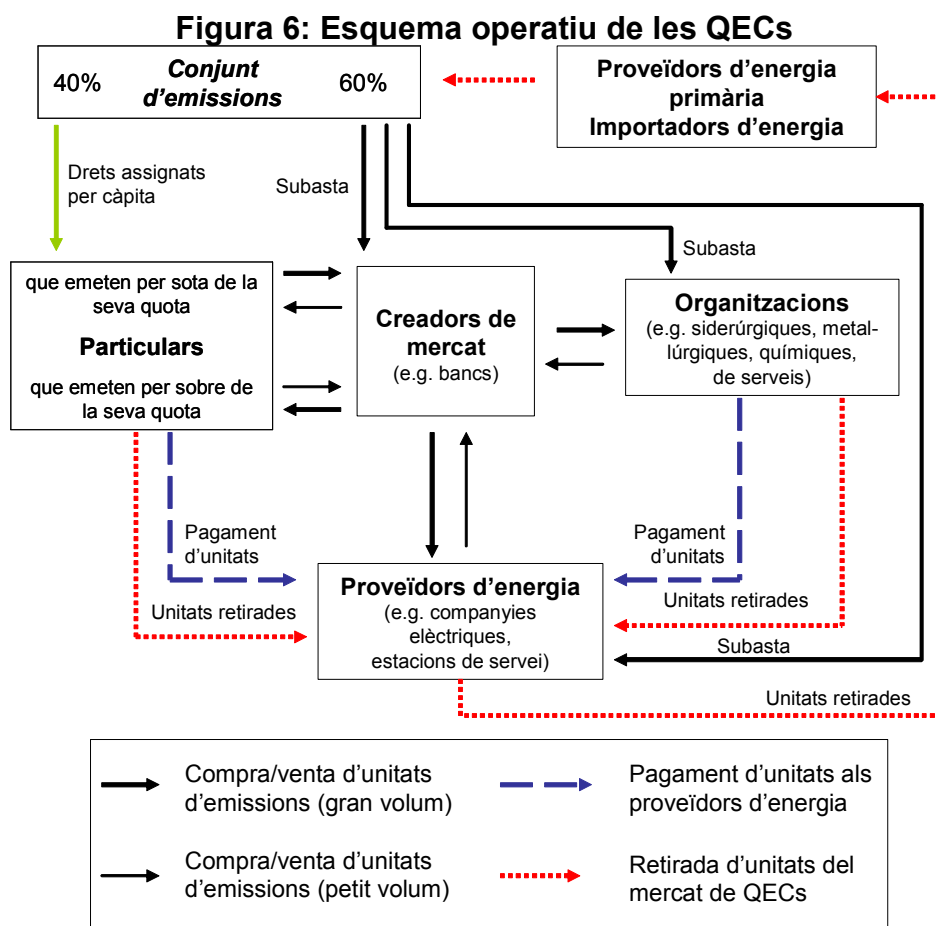 Figura 6: Esquema operatiu de les QECs
40%
Conjunt
d'emissions
60%
Proveïdors d'energia
primària
Importadors d'energia
Drets assignats
per càpita
Subasta
Subasta
que emeten per sota de la
seva quota
Particulars
que emeten per sobre de
la seva quota
Creadors de
mercat
(e.g. bancs)
Organitzacions
(e.g. siderúrgiques, metal-
lúrgiques, químiques,
de serveis)
Pagament
d'unitats
Unitats retirades
Proveïdors d'energia
(e.g. companyies
elèctriques,
estacions de servei)
Pagament
d'unitats
Unitats retirades
Subasta
Unitats retirades
Compra/venta d'unitats
d'emissions (gran volum)
Pagament d'unitats als
proveïdors d'energia
Compra/venta d'unitats
d'emissions (petit volum)
Retirada d'unitats del
mercat de QECs